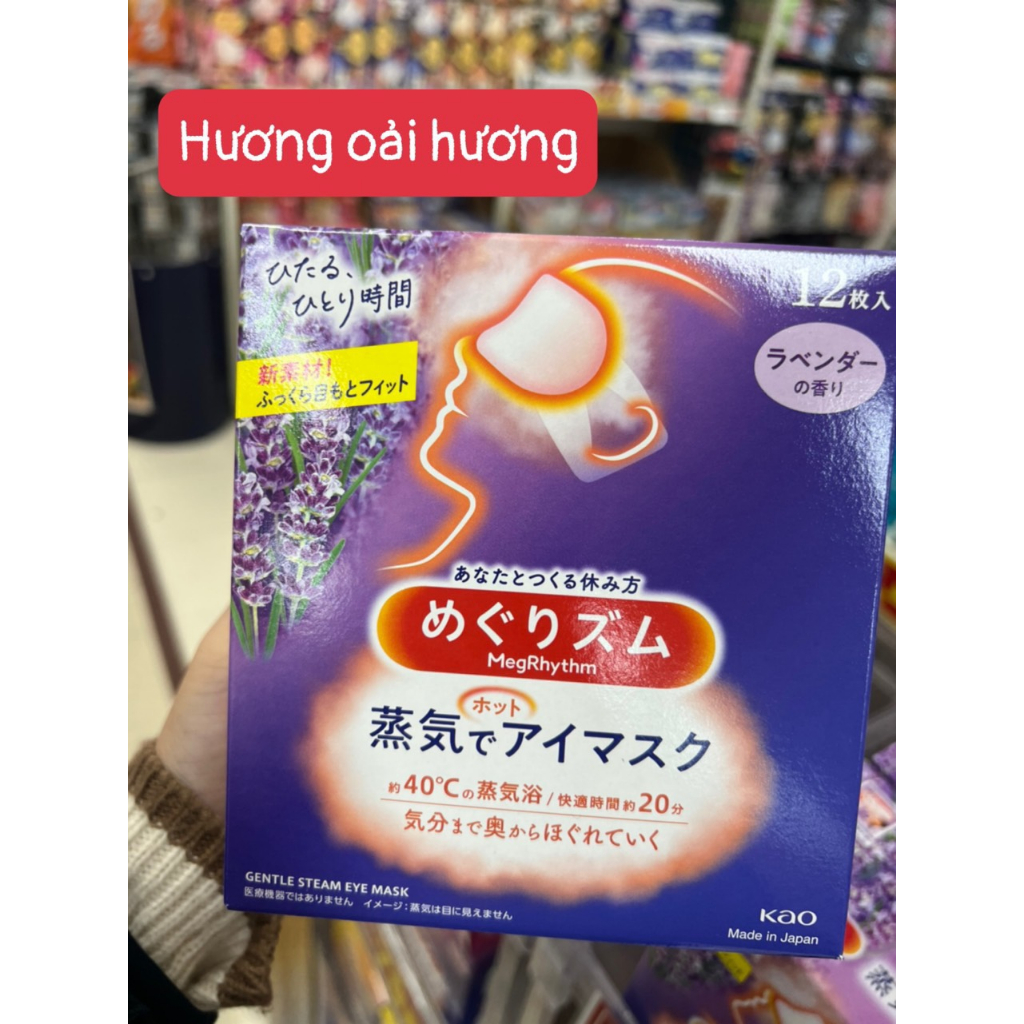 Hương oải hương
ひたる、
ひとり時間
12枚入
ラベンダー
の香り
新素材!
ふっくら目もとフィット
あなたとつくる休み方
めぐりズム
MegRhythm
ホット
蒸気でアイマスク
約40℃の蒸気浴/快適時間約20分
気分まで奥からほぐれていく
GENTLE STEAM EYE MASK
医療機器ではありません イメージ:蒸気は目に見えません
Kao
Made in Japan